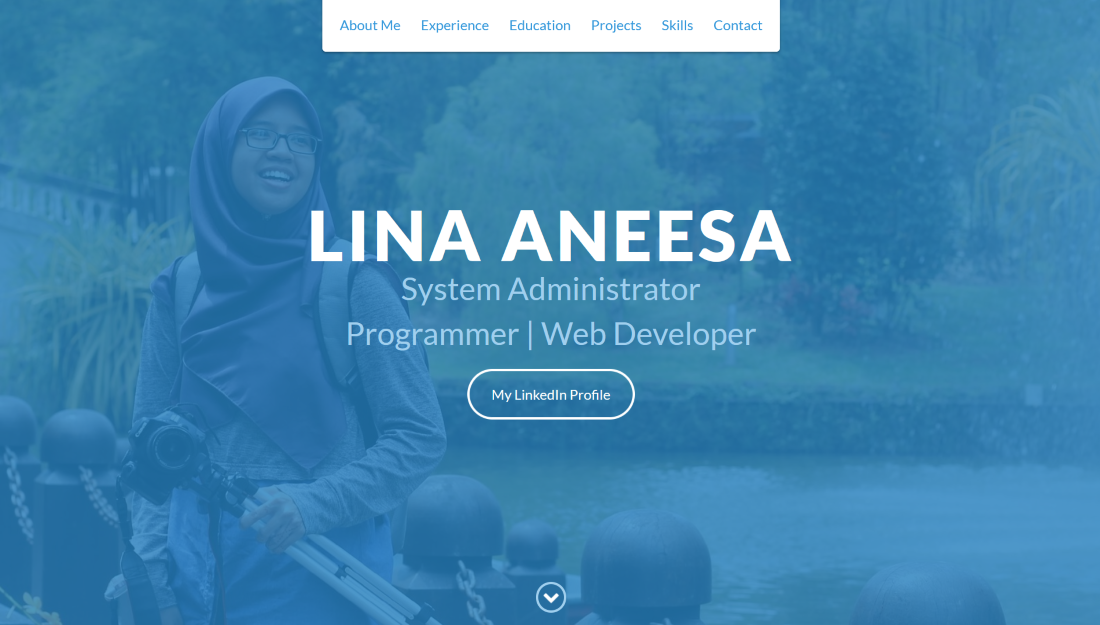 About Me Experience Education Projects Skills Contact
LINA ANEESA
System Administrator
Programmer | Web Developer
My LinkedIn Profile